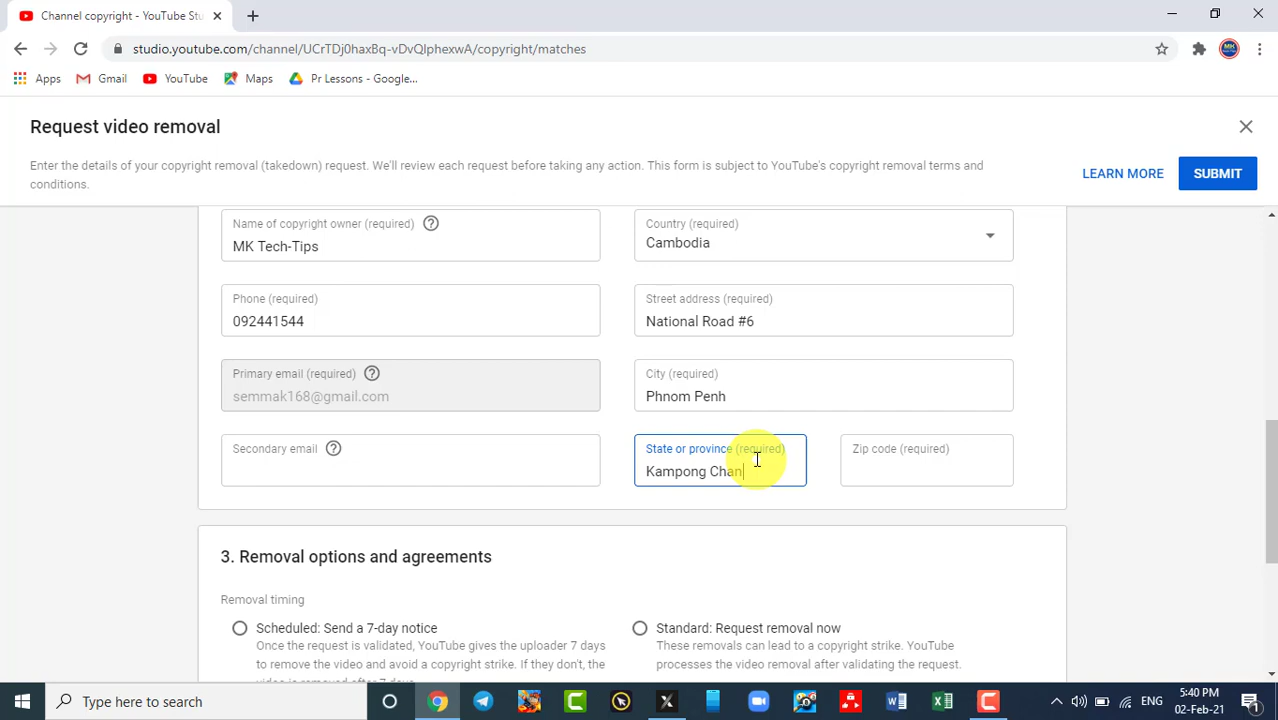 Channel copyright - YouTube Stu
studio.youtube.com/channel/UCrTDj0haxBq-vDvQlphexwA/copyright/matches
Apps Gmail YouTube Maps Pr Lessons - Google...
Request video removal
Enter the details of your copyright removal (takedown) request. We'll review each request before taking any action. This form is subject to YouTube's copyright removal terms and
conditions.
LEARN MORE SUBMIT
Name of copyright owner (required) Country (required)
MK Tech-Tips Cambodia
Phone (required) Street address (required)
092441544 National Road #6
Primary email (required) City (required)
semmak168@gmail.com Phnom Penh
Secondary email State or province (required) Zip code (required)
Kampong Chan
3. Removal options and agreements
Removal timing
Scheduled: Send a 7-day notice Standard: Request removal now
Once the request is validated, YouTube gives the uploader 7 days These removals can lead to a copyright strike. YouTube
to remove the video and avoid a copyright strike. If they don't, the processes the video removal after validating the request.
video is removed after 7 days.
Type here to search
ENG
5:40 PM
02-Feb-21
1